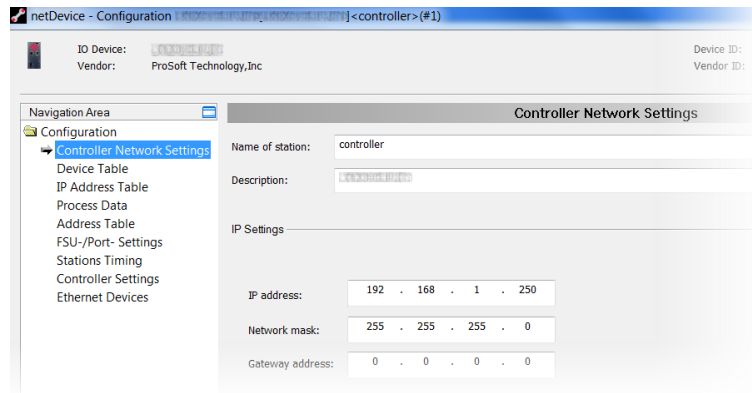 netDevice - Configuration ]<controller>(#1)
IO Device:
Device ID:
Vendor: ProSoft Technology,Inc
Vendor ID:
Navigation Area
Configuration
Controller Network Settings
Device Table
IP Address Table
Process Data
Address Table
FSU-/Port- Settings
Stations Timing
Controller Settings
Ethernet Devices
Controller Network Settings
Name of station: controller
Description:
IP Settings
IP address: 192 . 168 . 1 . 250
Network mask: 255 . 255 . 255 . 0
Gateway address: 0 . 0 . 0 . 0